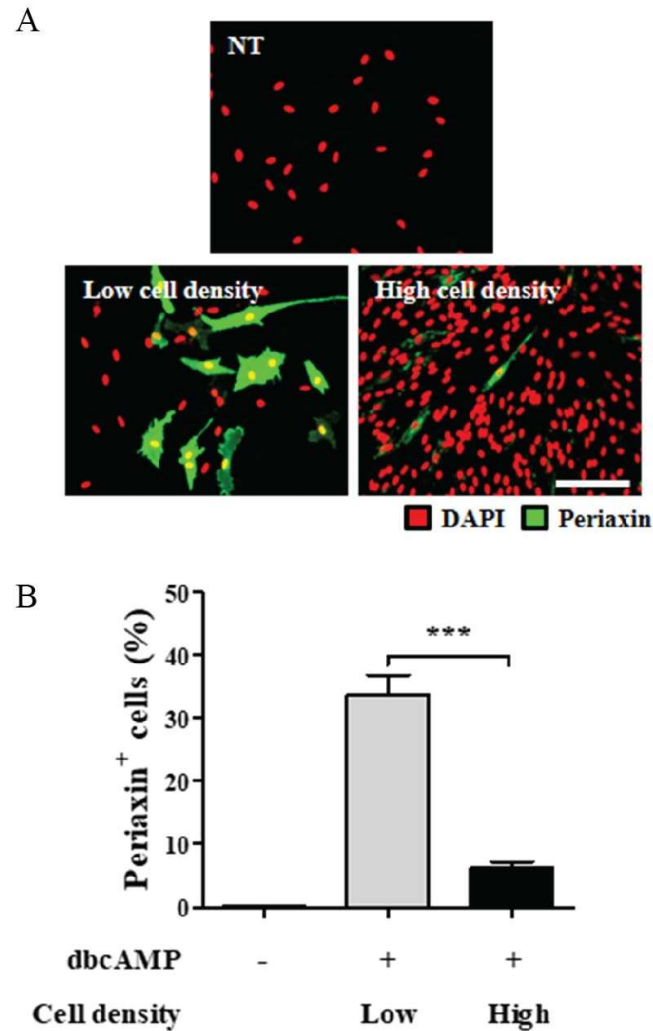 A
NT
Low cell density
High cell density
DAPI Periaxin
B
Periaxin+ cells (%)
50
40
30
20
10
0
***
dbcAMP - + +
Cell density Low High